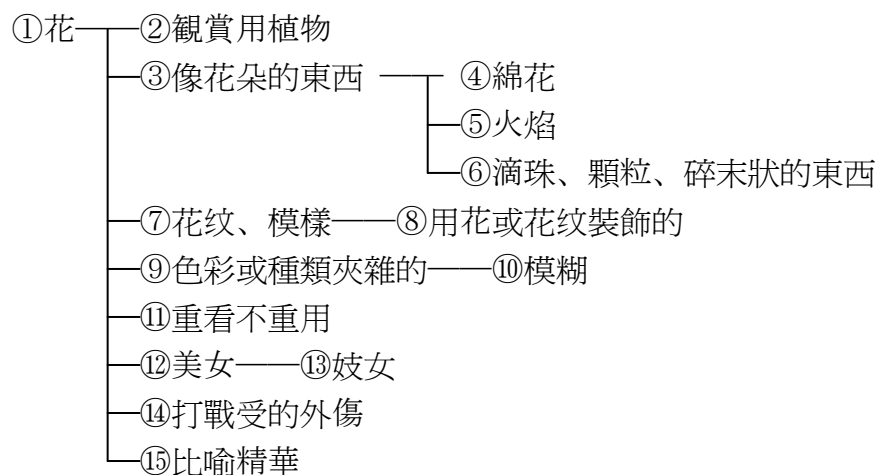 ①花 ②観賞用植物
③像花朵的東西 ④綿花
⑤火焰
⑥滴珠、顆粒、碎末狀的東西
⑦花纹、模樣 ⑧用花或花纹裝飾的
⑨色彩或種類夾雜的 ⑩模糊
⑪重看不重用
⑫美女 ⑬妓女
⑭打戰受的外傷
⑮比喻精華